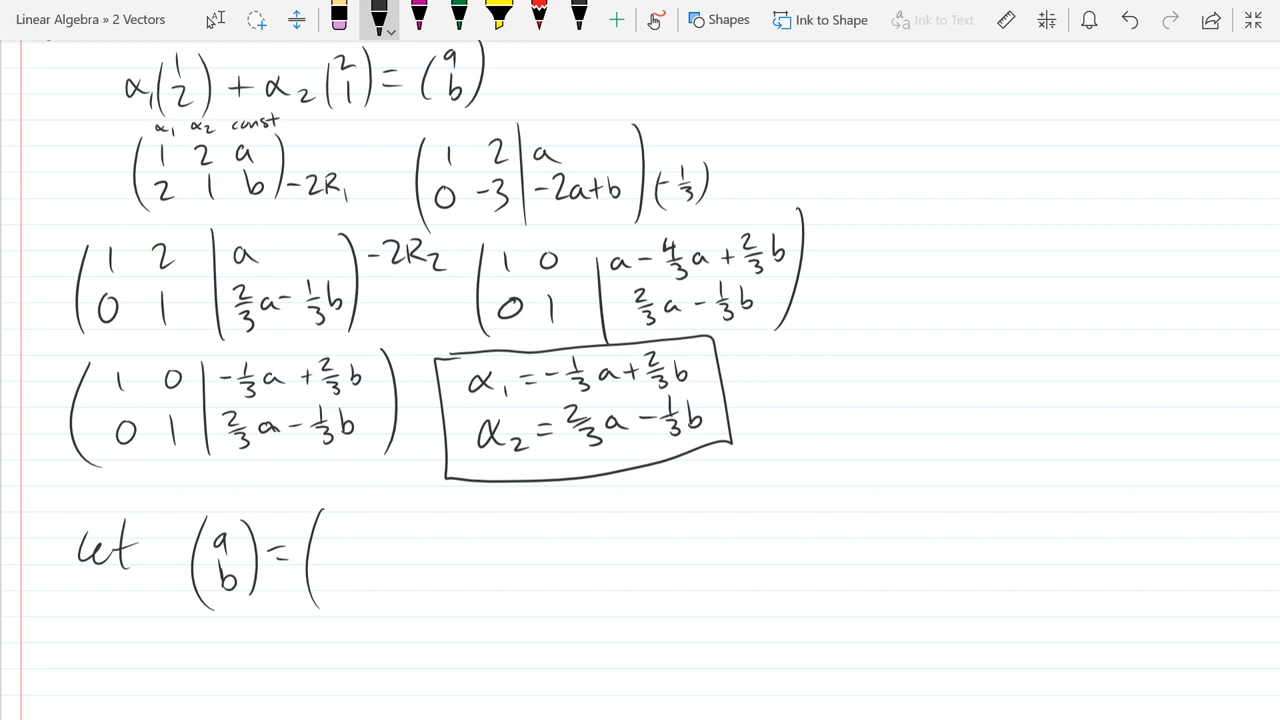 Linear Algebra » 2 Vectors
Shapes Ink to Shape Ink to Text
α₁(1 2) + α₂(2 1) = (a b)
α₁ α₂ const
(1 2 a
2 1 b) -2R₁
(1 2 | a
0 -3 | -2a+b) (-1/3)
(1 2 | a
0 1 | 2/3a - 1/3b) -2R₂
(1 0 | a - 4/3a + 2/3b
0 1 | 2/3a - 1/3b)
(1 0 | -1/3a + 2/3b
0 1 | 2/3a - 1/3b)
α₁ = -1/3a + 2/3b
α₂ = 2/3a - 1/3b
let (a b) = (